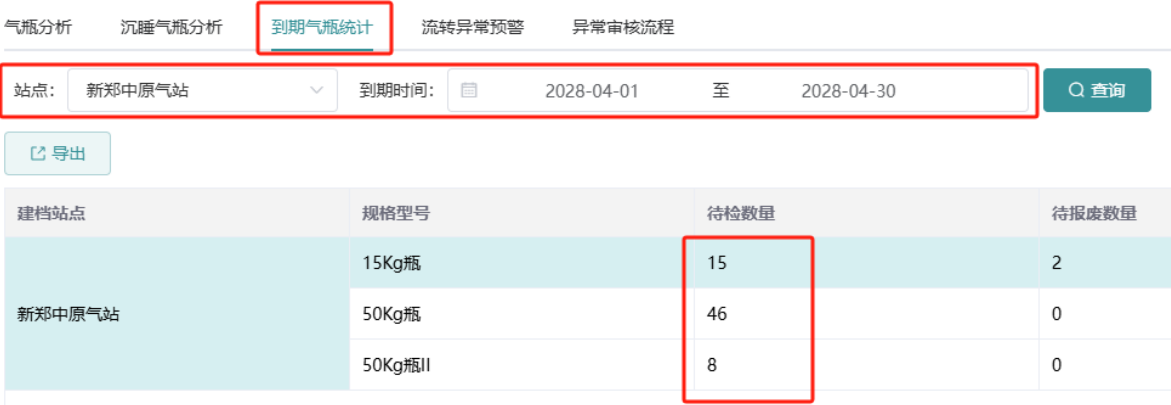 气瓶分析 沉睡气瓶分析 到期气瓶统计 流转异常预警 异常审核流程
站点： 新郑中原气站 到期时间： 2028-04-01 至 2028-04-30 查询
导出
建档站点 规格型号 待检数量 待报废数量
15Kg瓶 15 2
新郑中原气站 50Kg瓶 46 0
50Kg瓶II 8 0